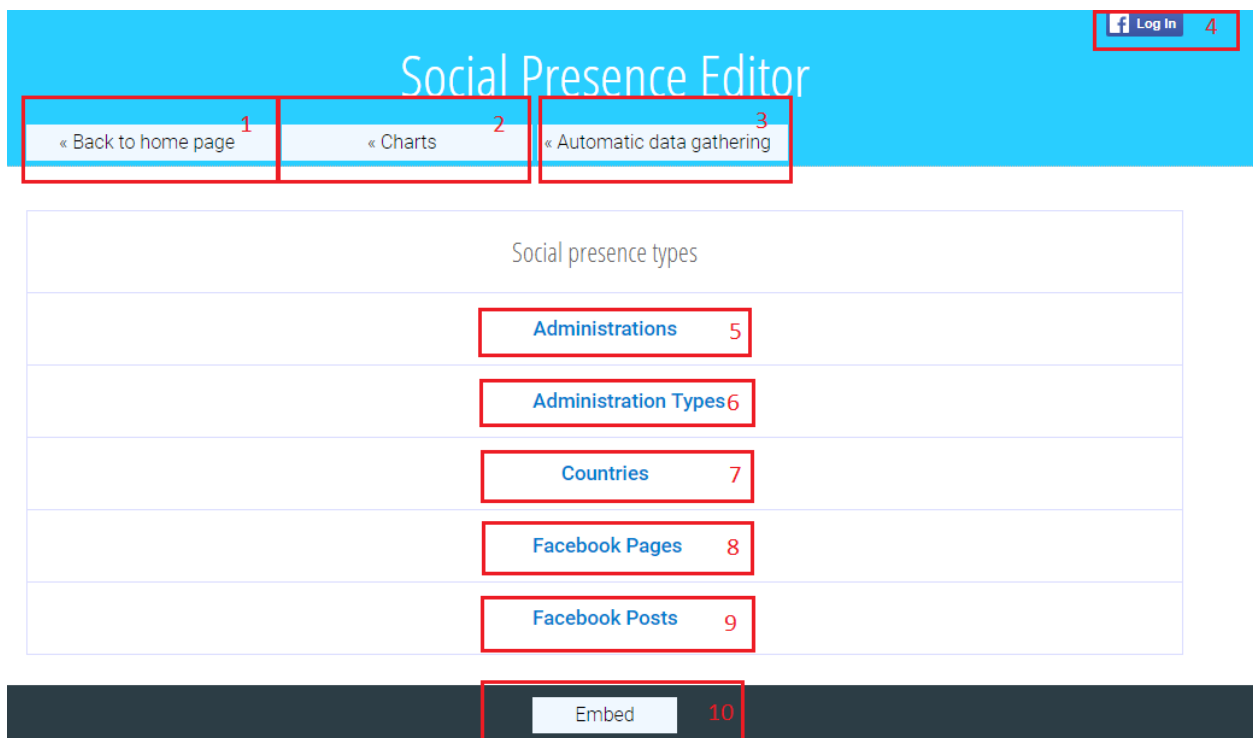 Log In 4
Social Presence Editor
« Back to home page 1
« Charts 2
« Automatic data gathering 3
Social presence types
Administrations 5
Administration Types 6
Countries 7
Facebook Pages 8
Facebook Posts 9
Embed 10